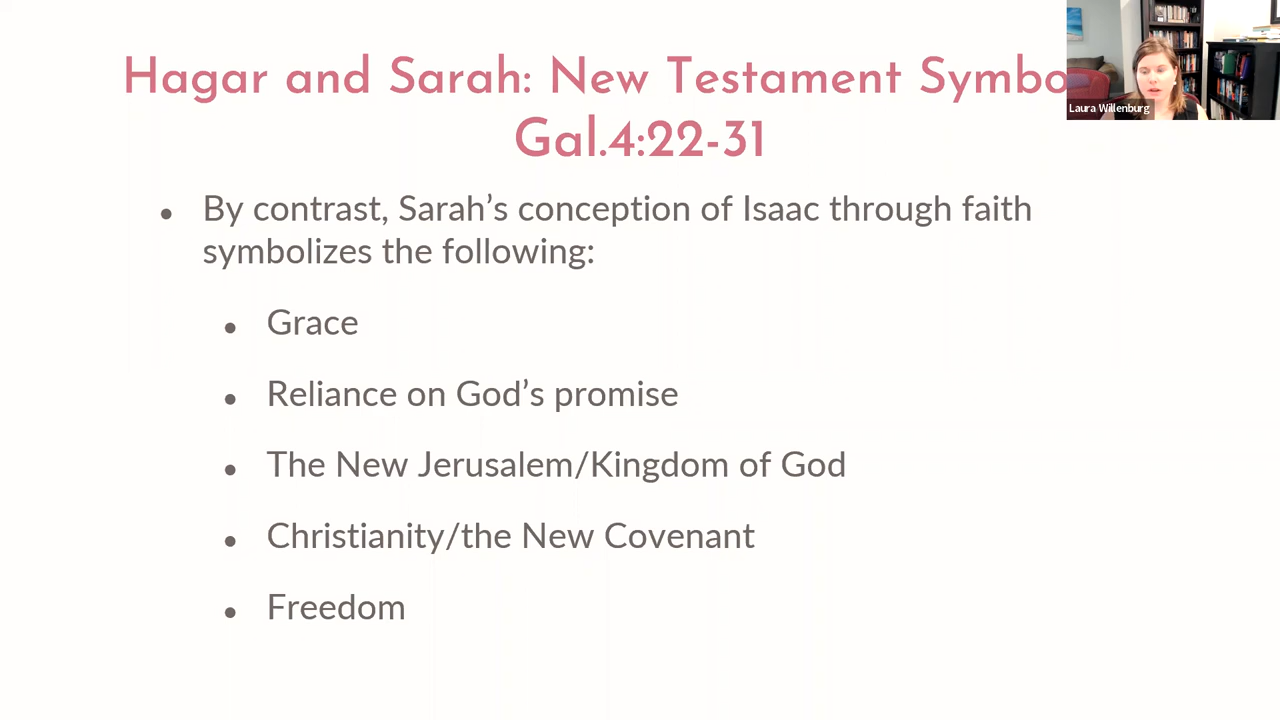 Hagar and Sarah: New Testament
Gal.4:22-31
Laura Willenburg
• By contrast, Sarah’s conception of Isaac through faith
symbolizes the following:
• Grace
• Reliance on God’s promise
• The New Jerusalem/Kingdom of God
• Christianity/the New Covenant
• Freedom